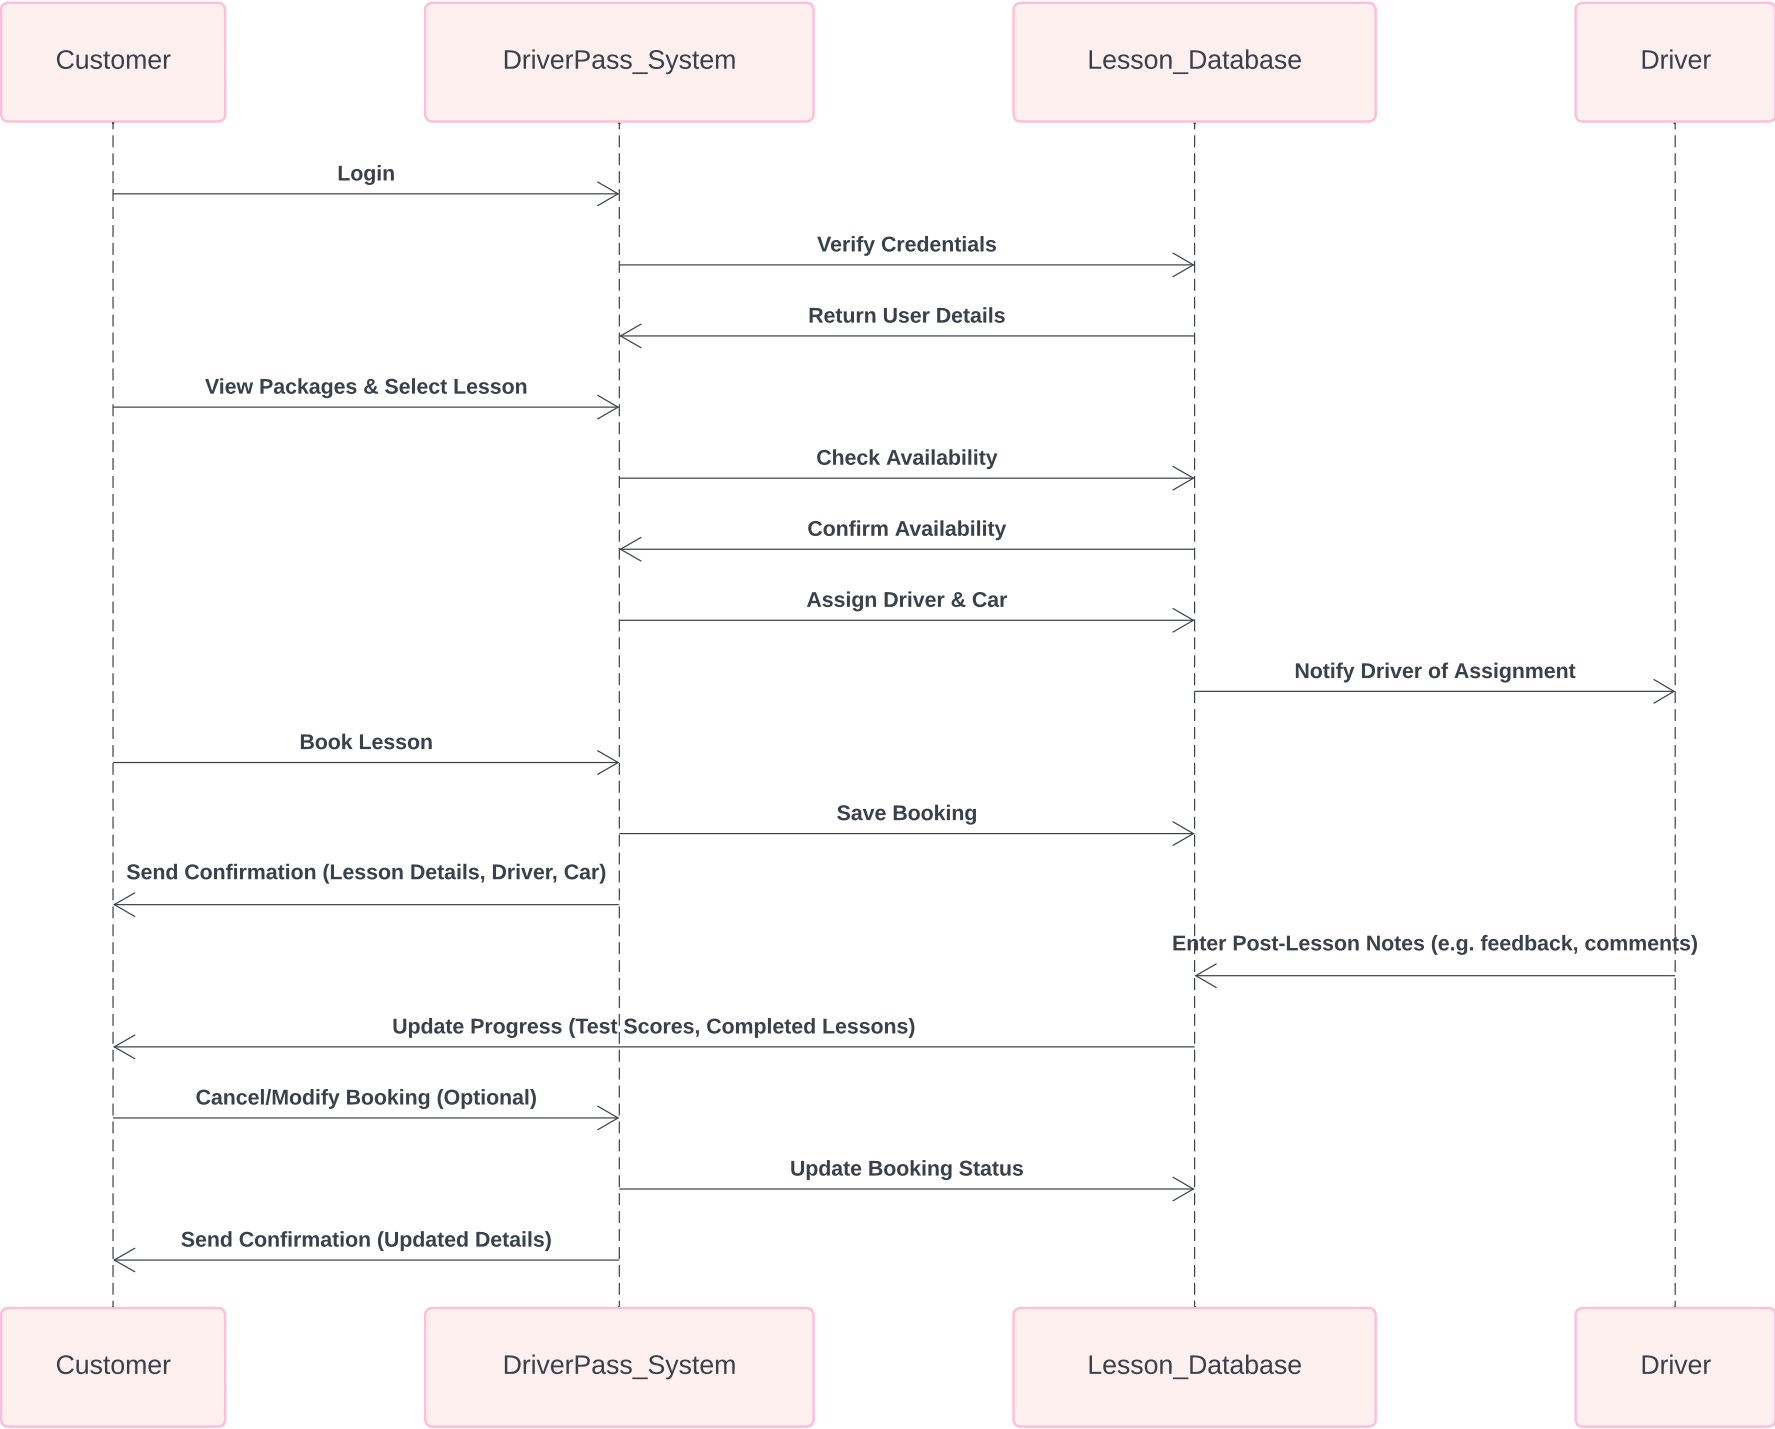 Customer
DriverPass_System
Lesson_Database
Driver
Login
Verify Credentials
Return User Details
View Packages & Select Lesson
Check Availability
Confirm Availability
Assign Driver & Car
Notify Driver of Assignment
Book Lesson
Save Booking
Send Confirmation (Lesson Details, Driver, Car)
Enter Post-Lesson Notes (e.g. feedback, comments)
Update Progress (Test Scores, Completed Lessons)
Cancel/Modify Booking (Optional)
Update Booking Status
Send Confirmation (Updated Details)
Customer
DriverPass_System
Lesson_Database
Driver